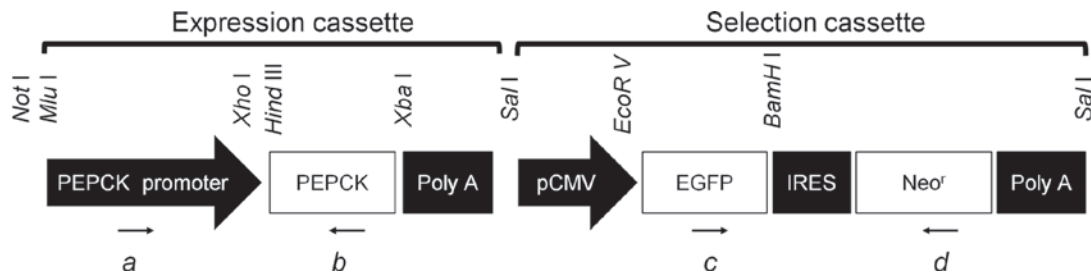 Expression cassette Selection cassette
Not I Mlu I Xho I Hind III Xba I Sal I EcoR V BamH I Sal I
PEPCK promoter PEPCK Poly A pCMV EGFP IRES Neoʳ Poly A
a b c d